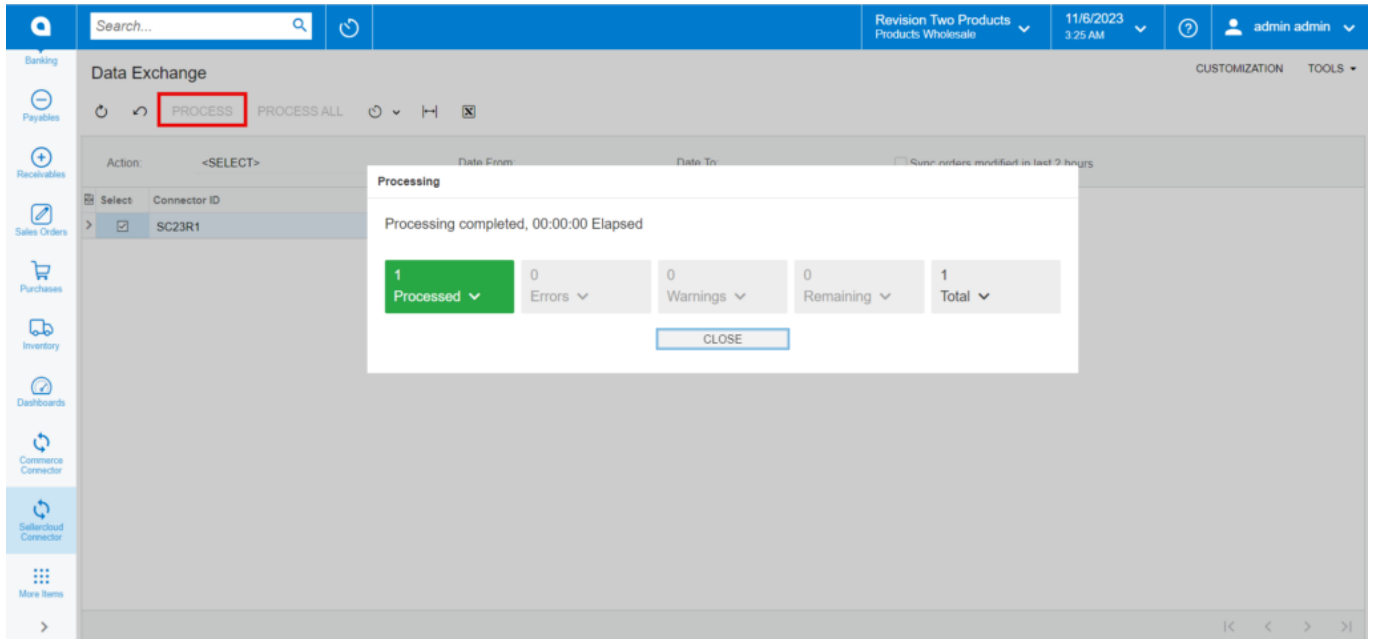 Search...
Revision Two Products
Products Wholesale
11/6/2023
3:25 AM
admin admin
Banking
Payables
Receivables
Sales Orders
Purchases
Inventory
Dashboards
Commerce
Connector
Sellercloud
Connector
More Items
Data Exchange
CUSTOMIZATION TOOLS
PROCESS PROCESS ALL
Action: <SELECT> Date From: Date To: Sync orders modified in last 2 hours
Select Connector ID
SC23R1
Processing
Processing completed, 00:00:00 Elapsed
1 0 0 0 1
Processed Errors Warnings Remaining Total
CLOSE